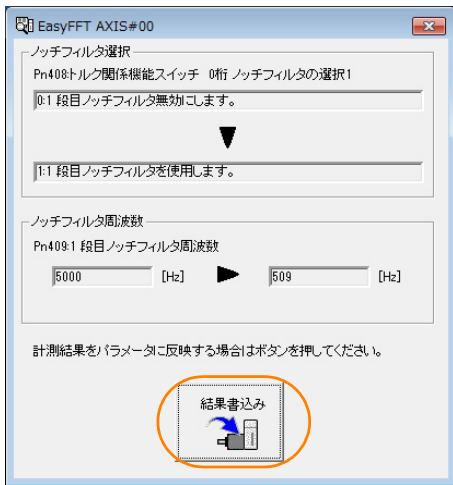 EasyFFT AXIS#00
ノッチフィルタ選択
Pn408:トルク関係機能スイッチ 0桁 ノッチフィルタの選択1
0:1 段目ノッチフィルタ無効にします。
1:1 段目ノッチフィルタを使用します。
ノッチフィルタ周波数
Pn409:1 段目ノッチフィルタ周波数
5000 [Hz] 509 [Hz]
計測結果をパラメータに反映する場合はボタンを押してください。
結果書込み